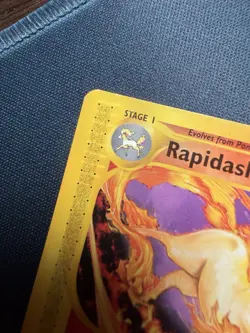 STAGE 1
Evolves from Pon
Rapidash